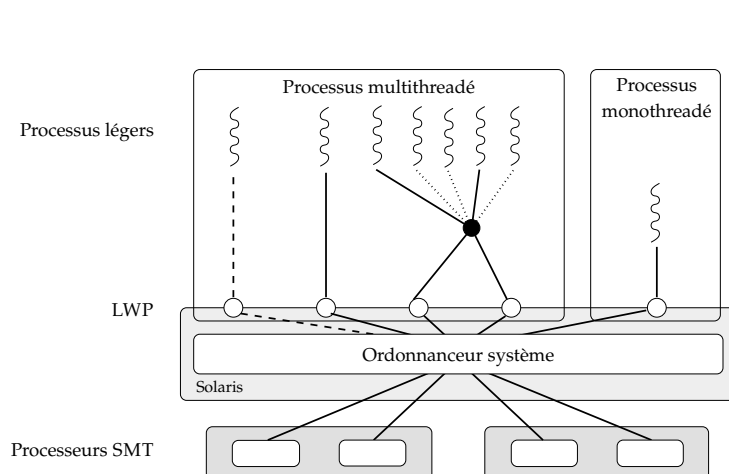 Processus multithreadé
Processus
monothreadé
Processus légers
LWP
Ordonnanceur système
Solaris
Processeurs SMT